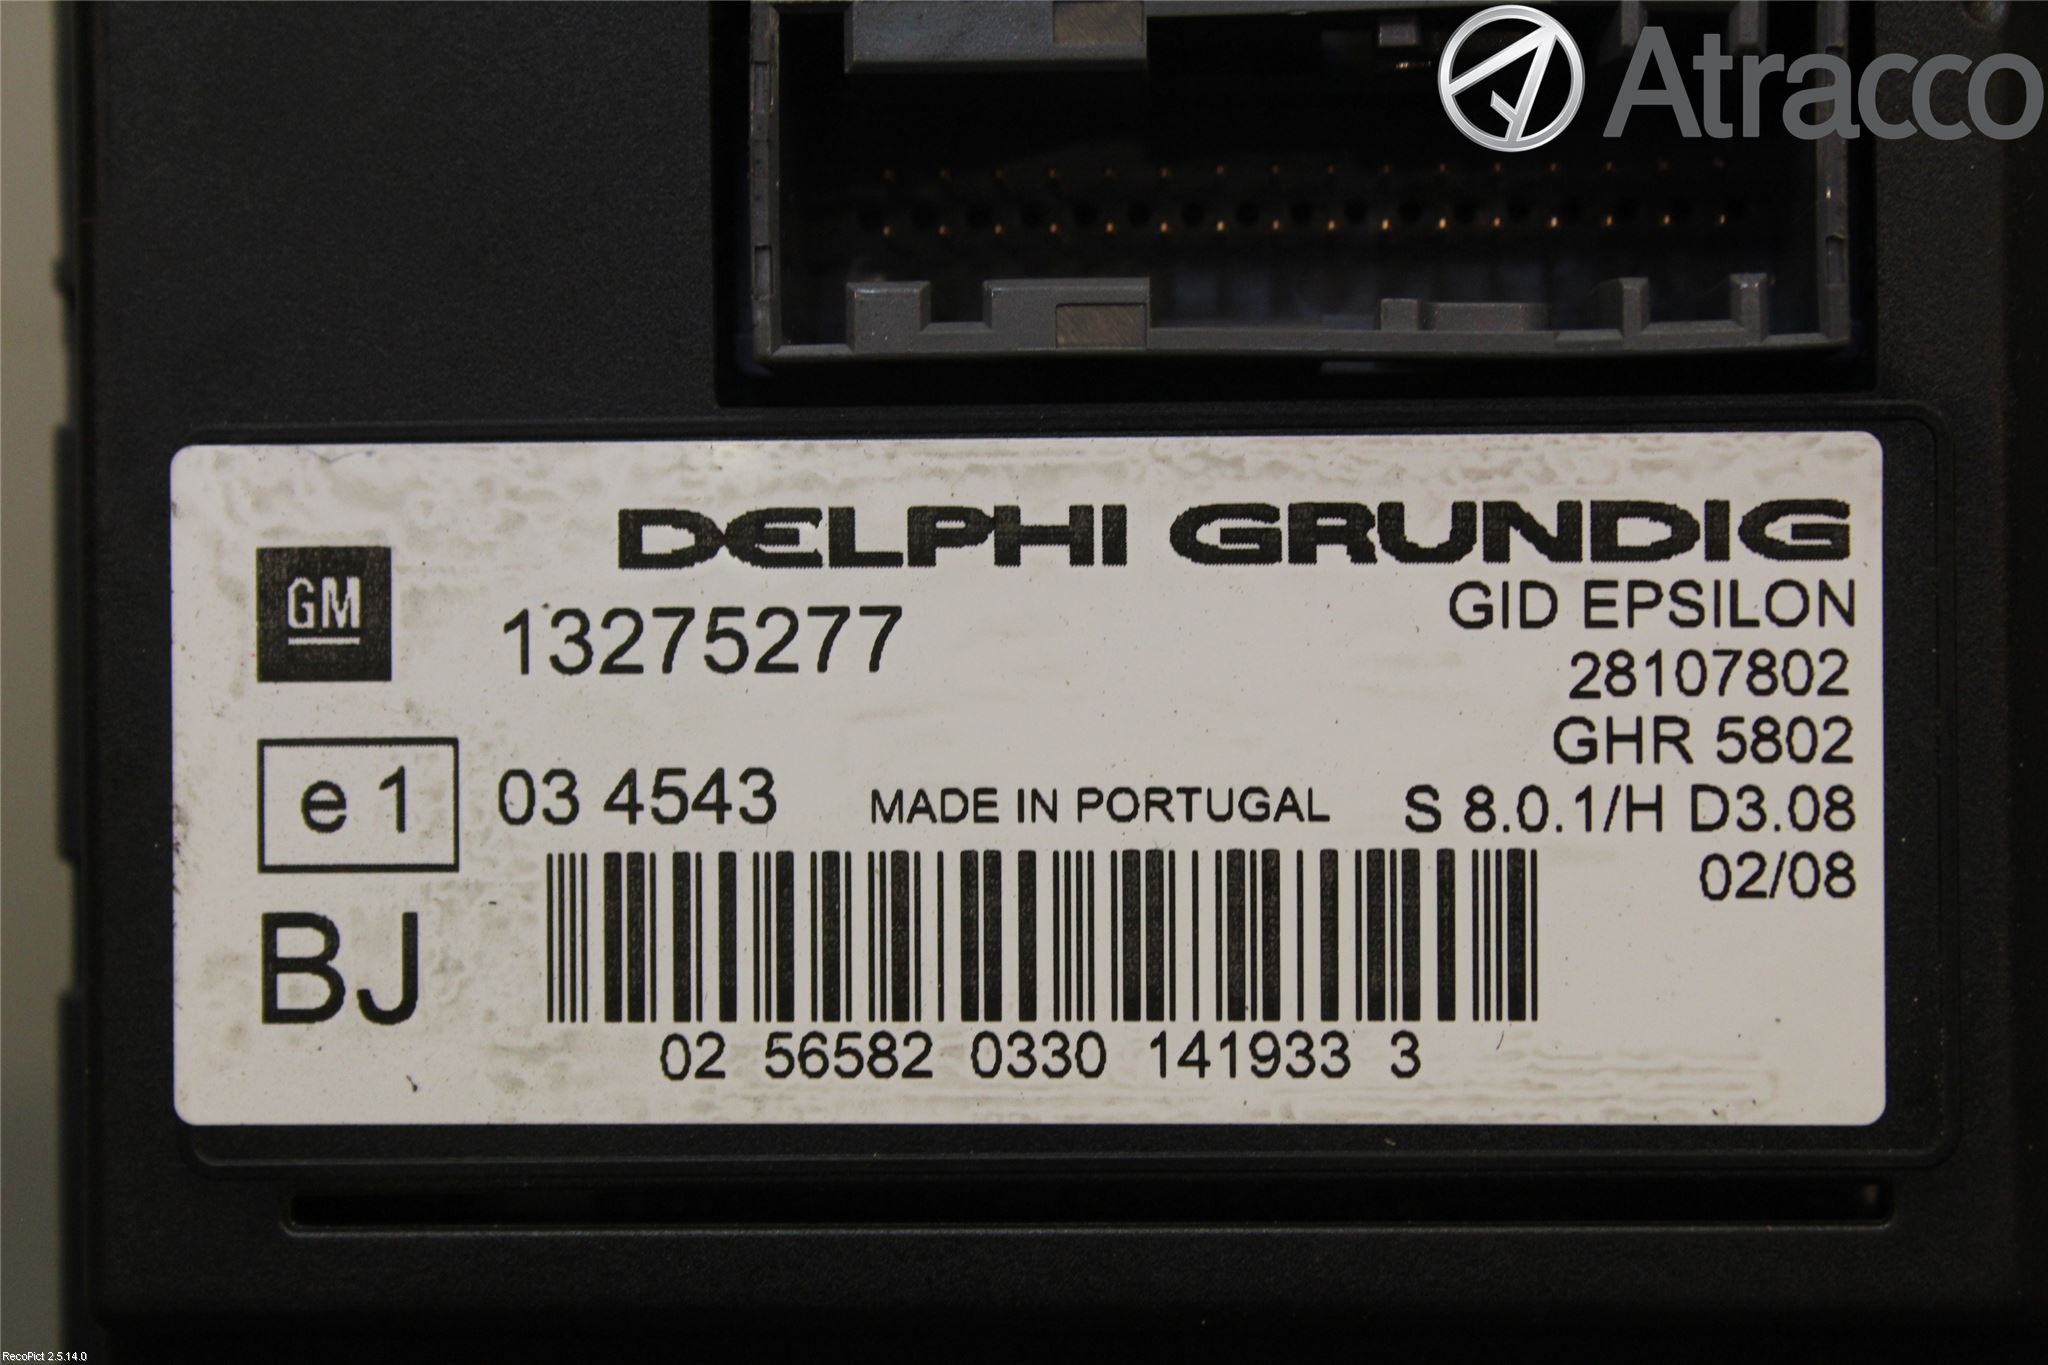 Atracco
DELPHI GRUNDIG
GM
13275277
GID EPSILON
28107802
GHR 5802
e1
03 4543
MADE IN PORTUGAL
S 8.0.1/H D3.08
02/08
BJ
02 56582 0330 141933 3
RecoPict 2.5.14.0